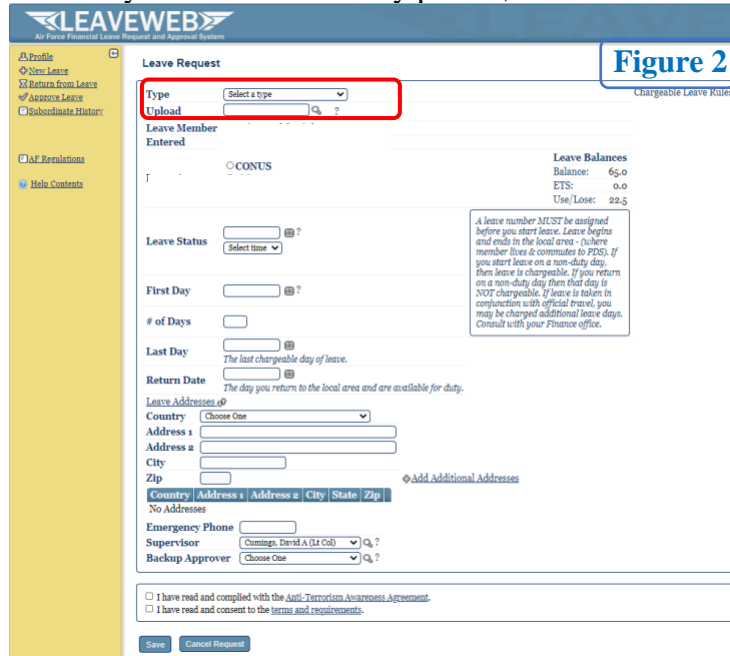 LEAVEWEB
Air Force Financial Leave Request and Approval System
Figure 2
Profile
New Leave
Return from Leave
Approve Leave
Subordinate History
AF Regulations
Help Contents
Leave Request
Chargeable Leave Rules
Type Select a type
Upload ?
Leave Member
Entered
CONUS
Leave Balances
Balance: 65.0
ETS: 0.0
Use/Lose: 22.5
Leave Status ?
Select time
A leave number MUST be assigned
before you start leave. Leave begins
and ends in the local area - (where
member lives & commutes to PDS). If
you start leave on a non-duty day,
then leave is chargeable. If you return
on a non-duty day then that day is
NOT chargeable. If leave is taken in
conjunction with official travel, you
may be charged additional leave days.
Consult with your Finance office.
First Day ?
# of Days
Last Day
The last chargeable day of leave.
Return Date
The day you return to the local area and are available for duty.
Leave Addresses
Country Choose One
Address 1
Address 2
City
Zip
Add Additional Addresses
Country Address 1 Address 2 City State Zip
No Addresses
Emergency Phone
Supervisor Cumings, David A (Lt Col) ?
Backup Approver Choose One ?
I have read and complied with the Anti-Terrorism Awareness Agreement.
I have read and consent to the terms and requirements.
Save Cancel Request